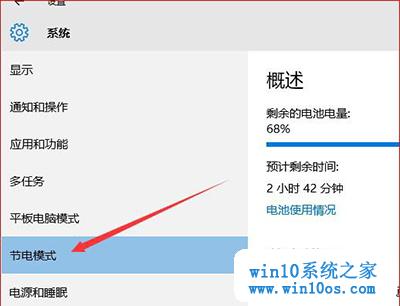 系统
显示
通知和操作
应用和功能
多任务
平板电脑模式
节电模式
电源和睡眠
概述
剩余的电池电量:
68%
预计剩余时间:
2 小时 42 分钟
电池使用情况
win10系统之家
www.win10os.com